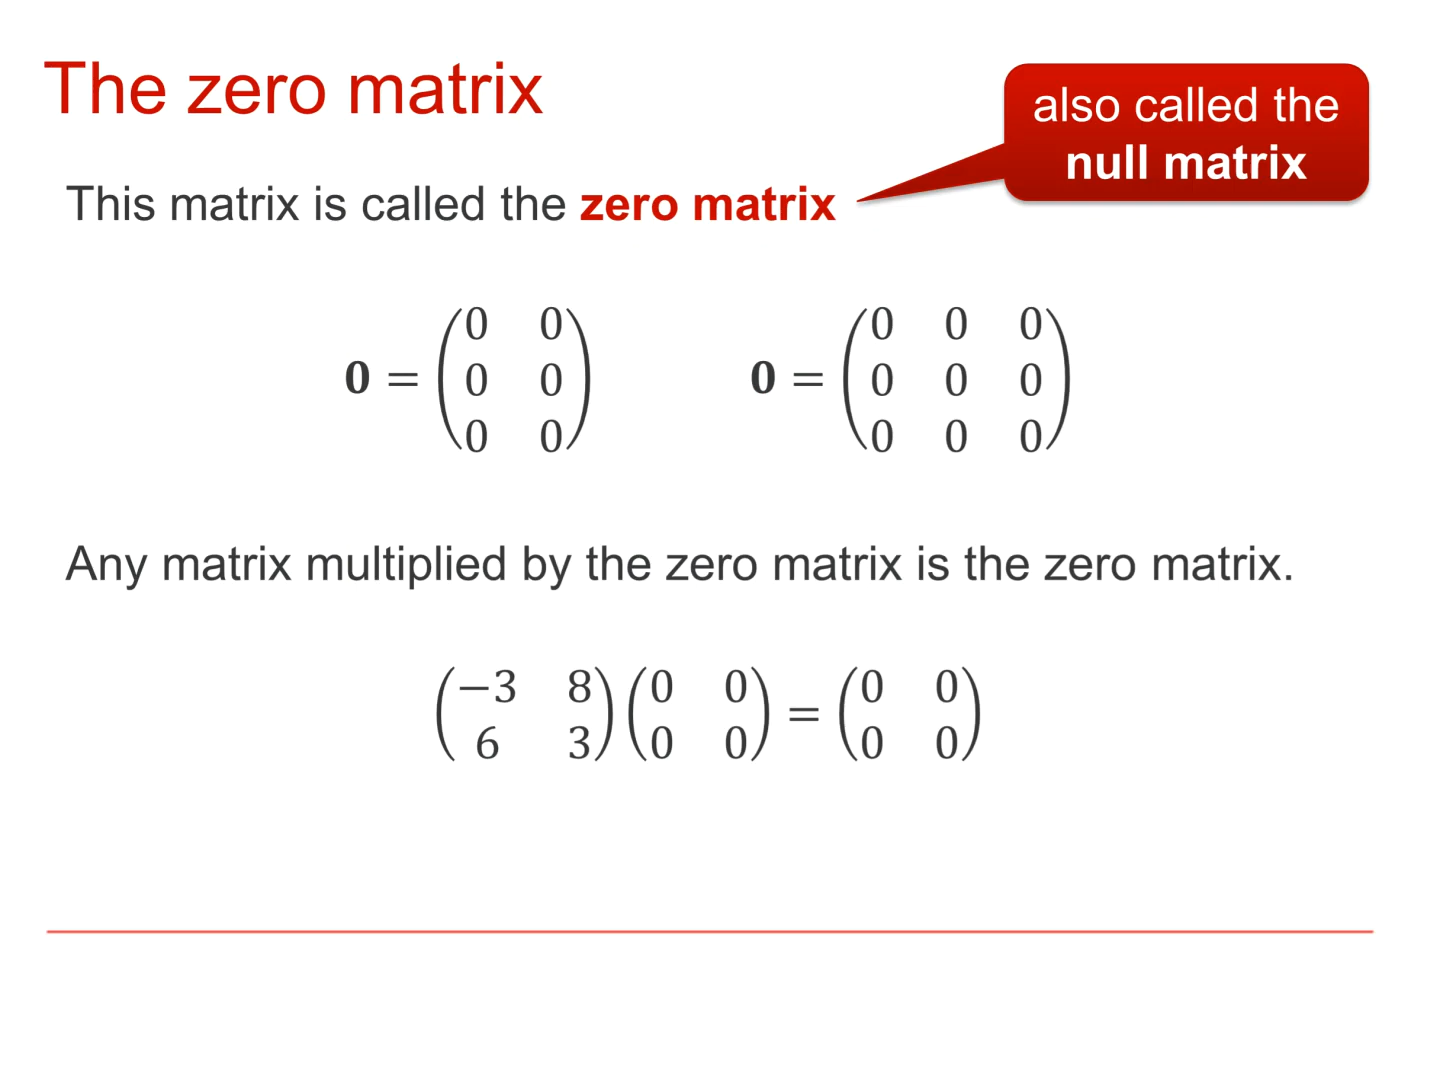 The zero matrix
also called the
null matrix
This matrix is called the zero matrix
0 = (0 0
0 0
0 0)
0 = (0 0 0
0 0 0
0 0 0)
Any matrix multiplied by the zero matrix is the zero matrix.
(−3 8
6 3) (0 0
0 0) = (0 0
0 0)